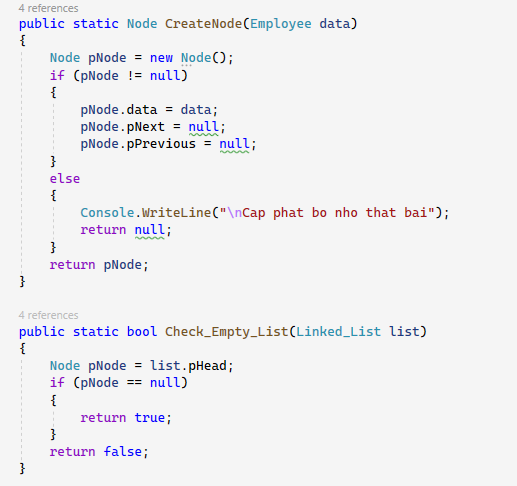 4 references
public static Node CreateNode(Employee data)
{
    Node pNode = new Node();
    if (pNode != null)
    {
        pNode.data = data;
        pNode.pNext = null;
        pNode.pPrevious = null;
    }
    else
    {
        Console.WriteLine("\nCap phat bo nho that bai");
        return null;
    }
    return pNode;
}
4 references
public static bool Check_Empty_List(Linked_List list)
{
    Node pNode = list.pHead;
    if (pNode == null)
    {
        return true;
    }
    return false;
}